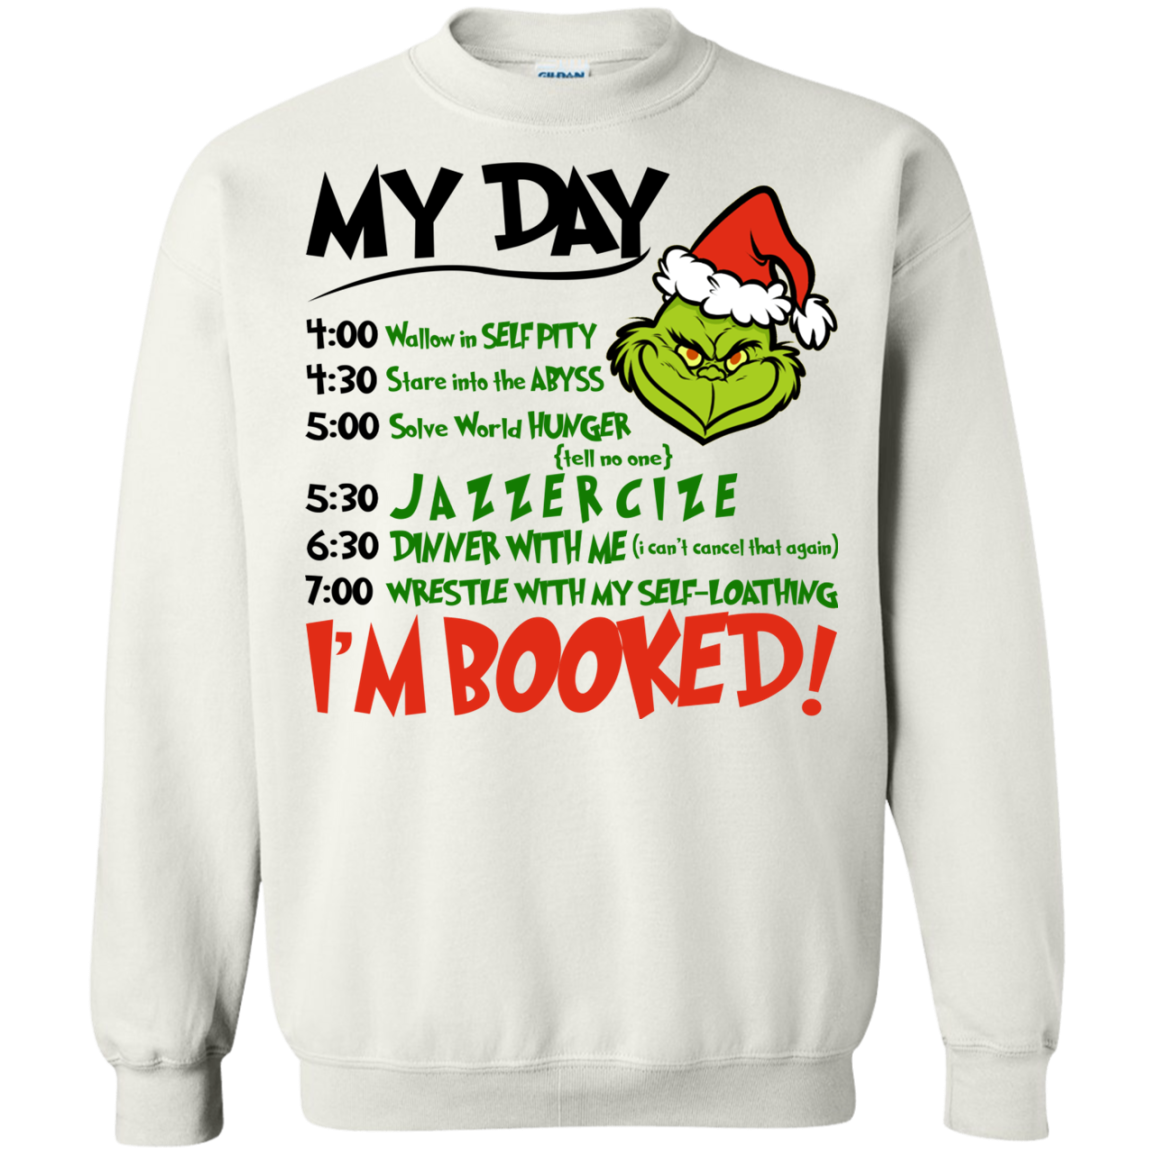 GILDAN
MY DAY
4:00 Wallow in SELF PITY
4:30 Stare into the ABYSS
5:00 Solve World HUNGER
{tell no one}
5:30 JAZZERCIZE
6:30 DINNER WITH ME (i can't cancel that again)
7:00 WRESTLE WITH MY SELF-LOATHING
I'M BOOKED!